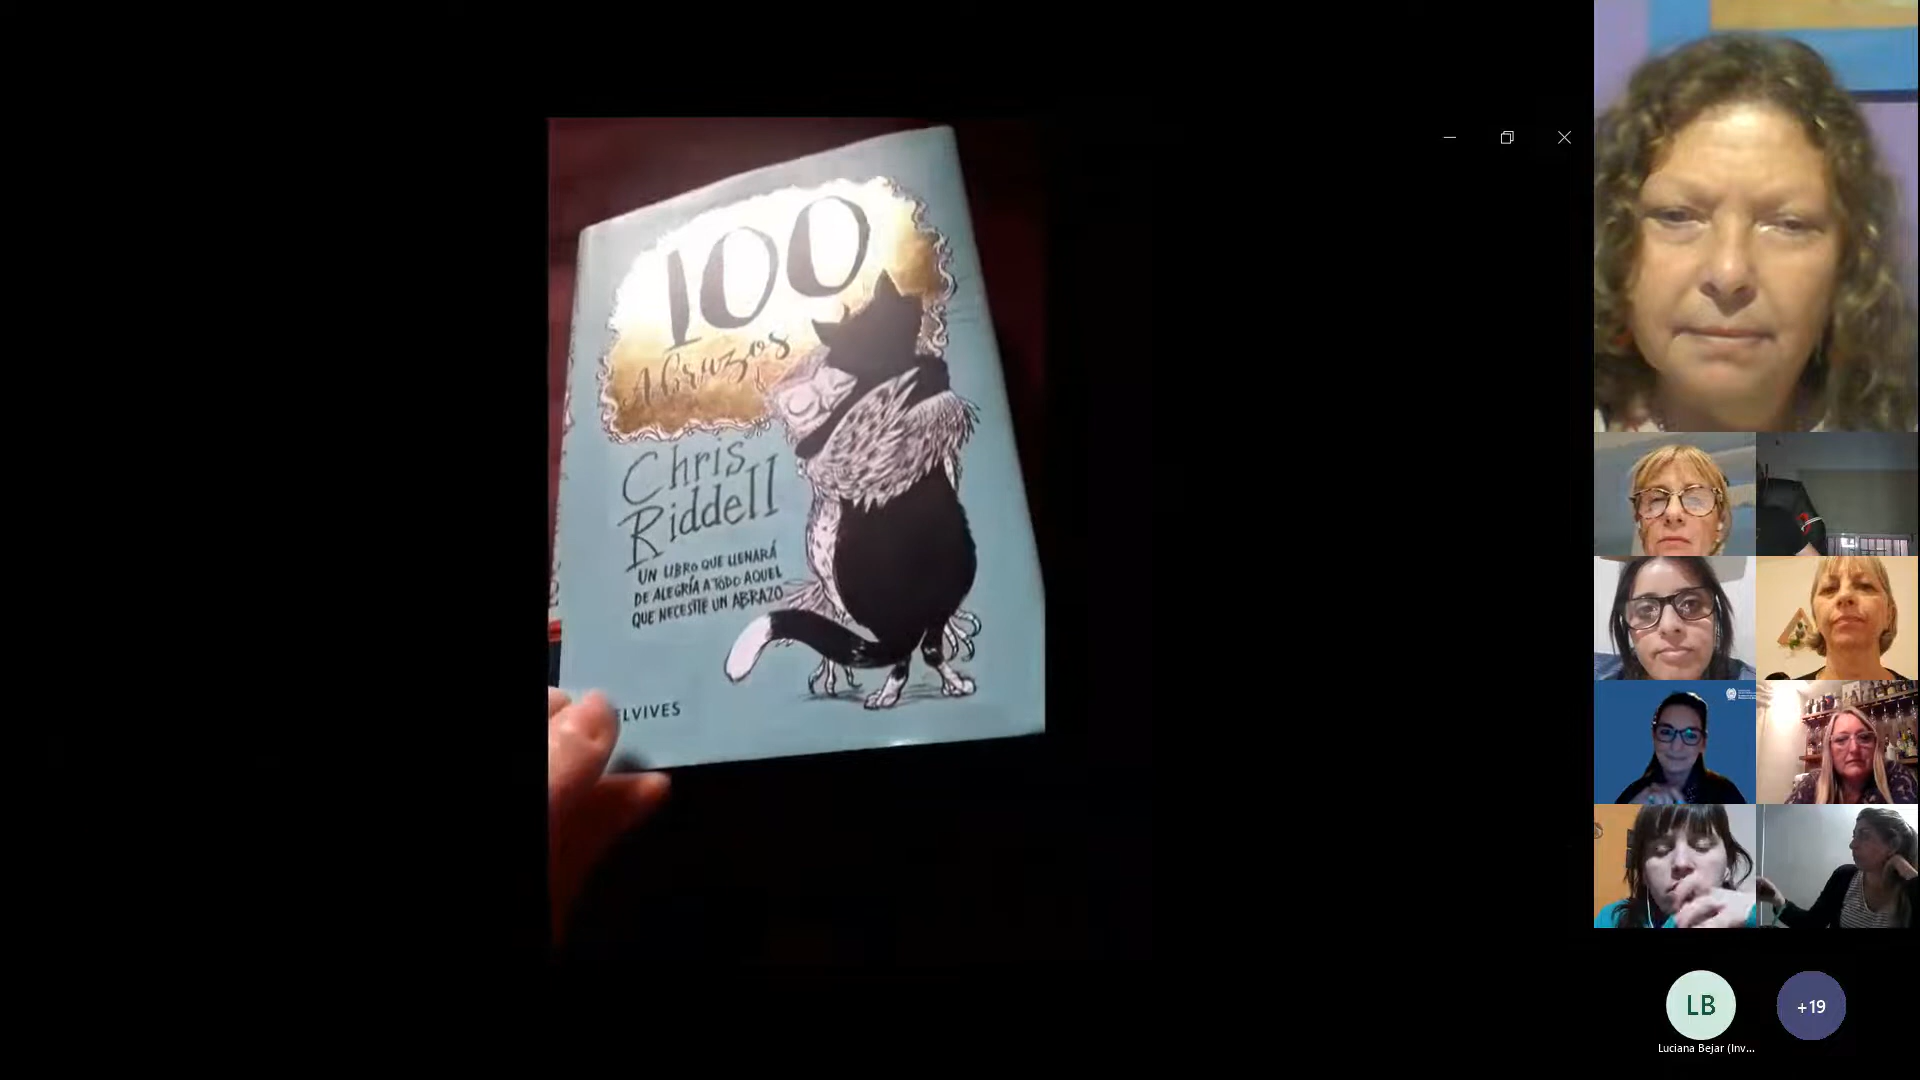 100
Abrazos
Chris
Riddell
UN LIBRO QUE LLENARÁ
DE ALEGRÍA A TODO AQUEL
QUE NECESITE UN ABRAZO
ELVIVES
LB
+19
Luciana Bejar (Inv...